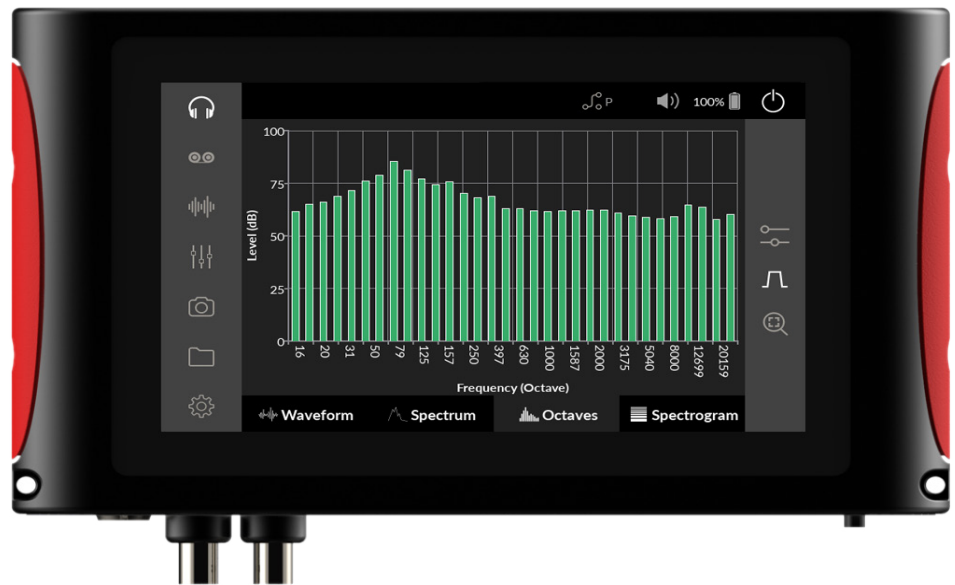 P
100%
100
75
50
25
0
Level (dB)
16 20 31 50 79 125 157 250 397 630 1000 1587 2000 3175 5040 8000 12699 20159
Frequency (Octave)
Waveform Spectrum Octaves Spectrogram